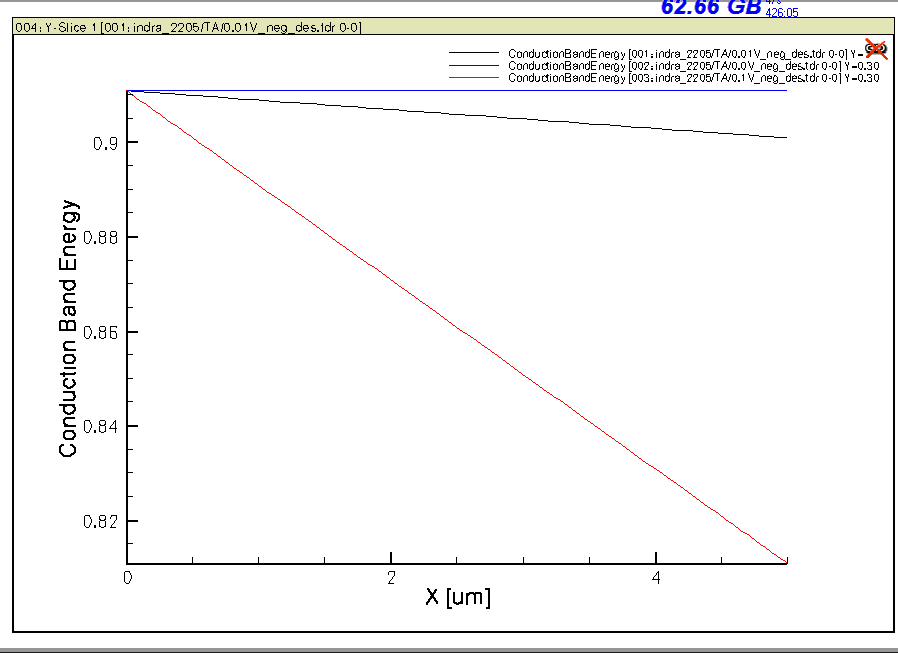 62.66 GB
426:05
004: Y-Slice 1 [001: indra_2205/TA/0.01V_neg_des.tdr 0-0]
ConductionBandEnergy [001:indra_2205/TA/0.01V_neg_des.tdr 0-0] Y=
ConductionBandEnergy [002:indra_2205/TA/0.0V_neg_des.tdr 0-0] Y=0.30
ConductionBandEnergy [003:indra_2205/TA/0.1V_neg_des.tdr 0-0] Y=0.30
0.9
0.88
0.86
0.84
0.82
Conduction Band Energy
0
2
4
X [um]